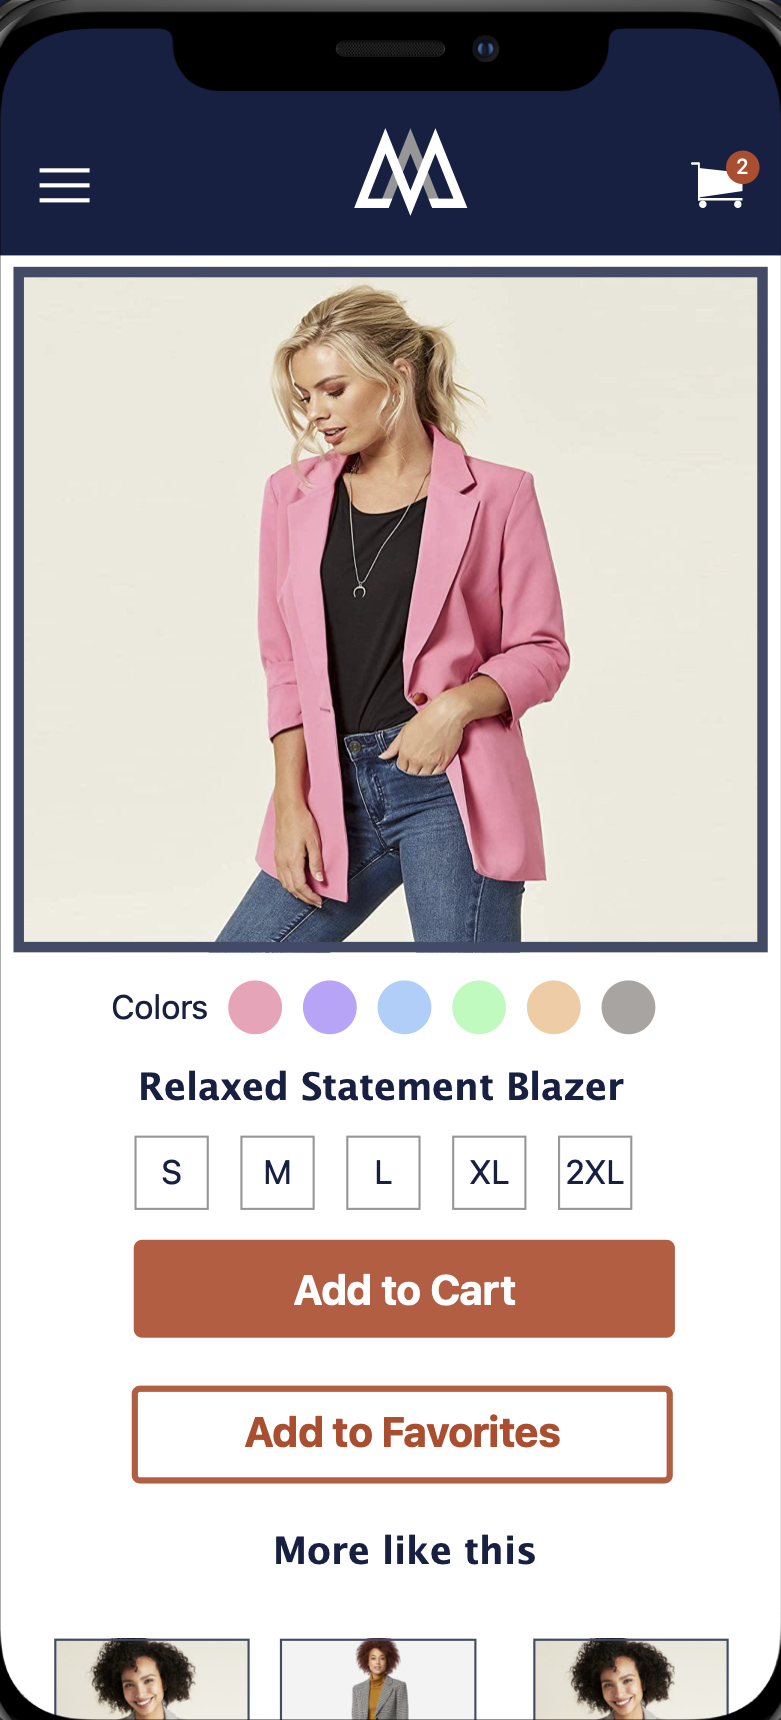 2
Colors
Relaxed Statement Blazer
S M L XL 2XL
Add to Cart
Add to Favorites
More like this